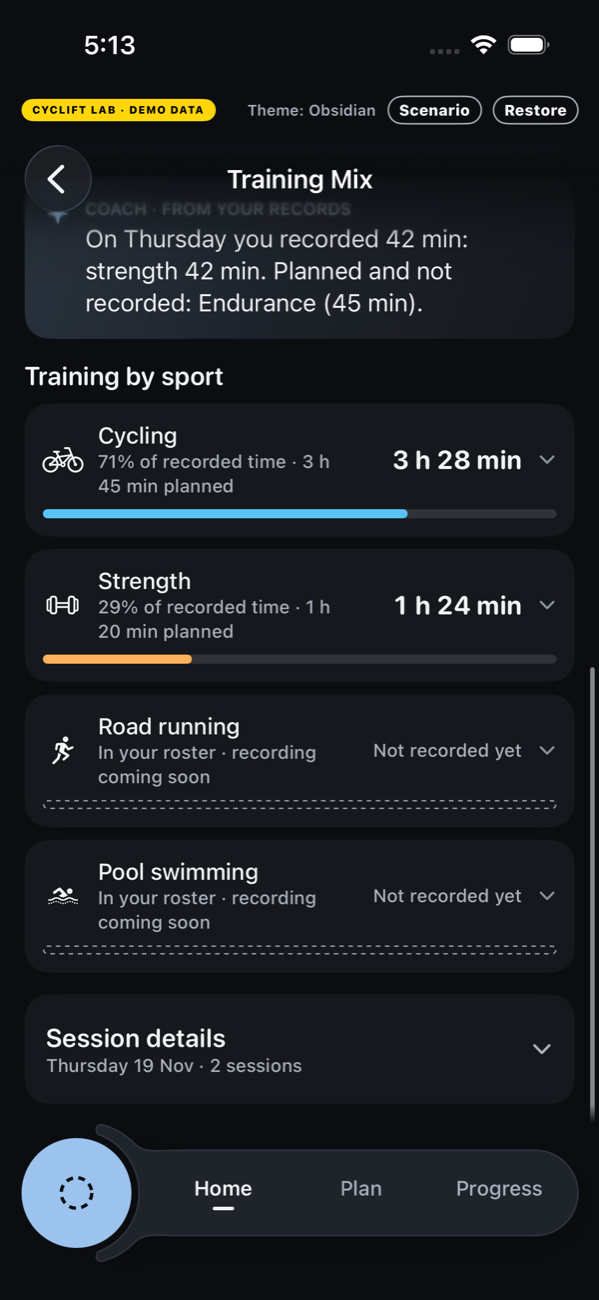 5:13
CYCLIFT LAB · DEMO DATA
Theme: Obsidian
Scenario
Restore
Training Mix
COACH · FROM YOUR RECORDS
On Thursday you recorded 42 min:
strength 42 min. Planned and not
recorded: Endurance (45 min).
Training by sport
Cycling
71% of recorded time · 3 h
45 min planned
3 h 28 min
Strength
29% of recorded time · 1 h
20 min planned
1 h 24 min
Road running
In your roster · recording
coming soon
Not recorded yet
Pool swimming
In your roster · recording
coming soon
Not recorded yet
Session details
Thursday 19 Nov · 2 sessions
Home
Plan
Progress